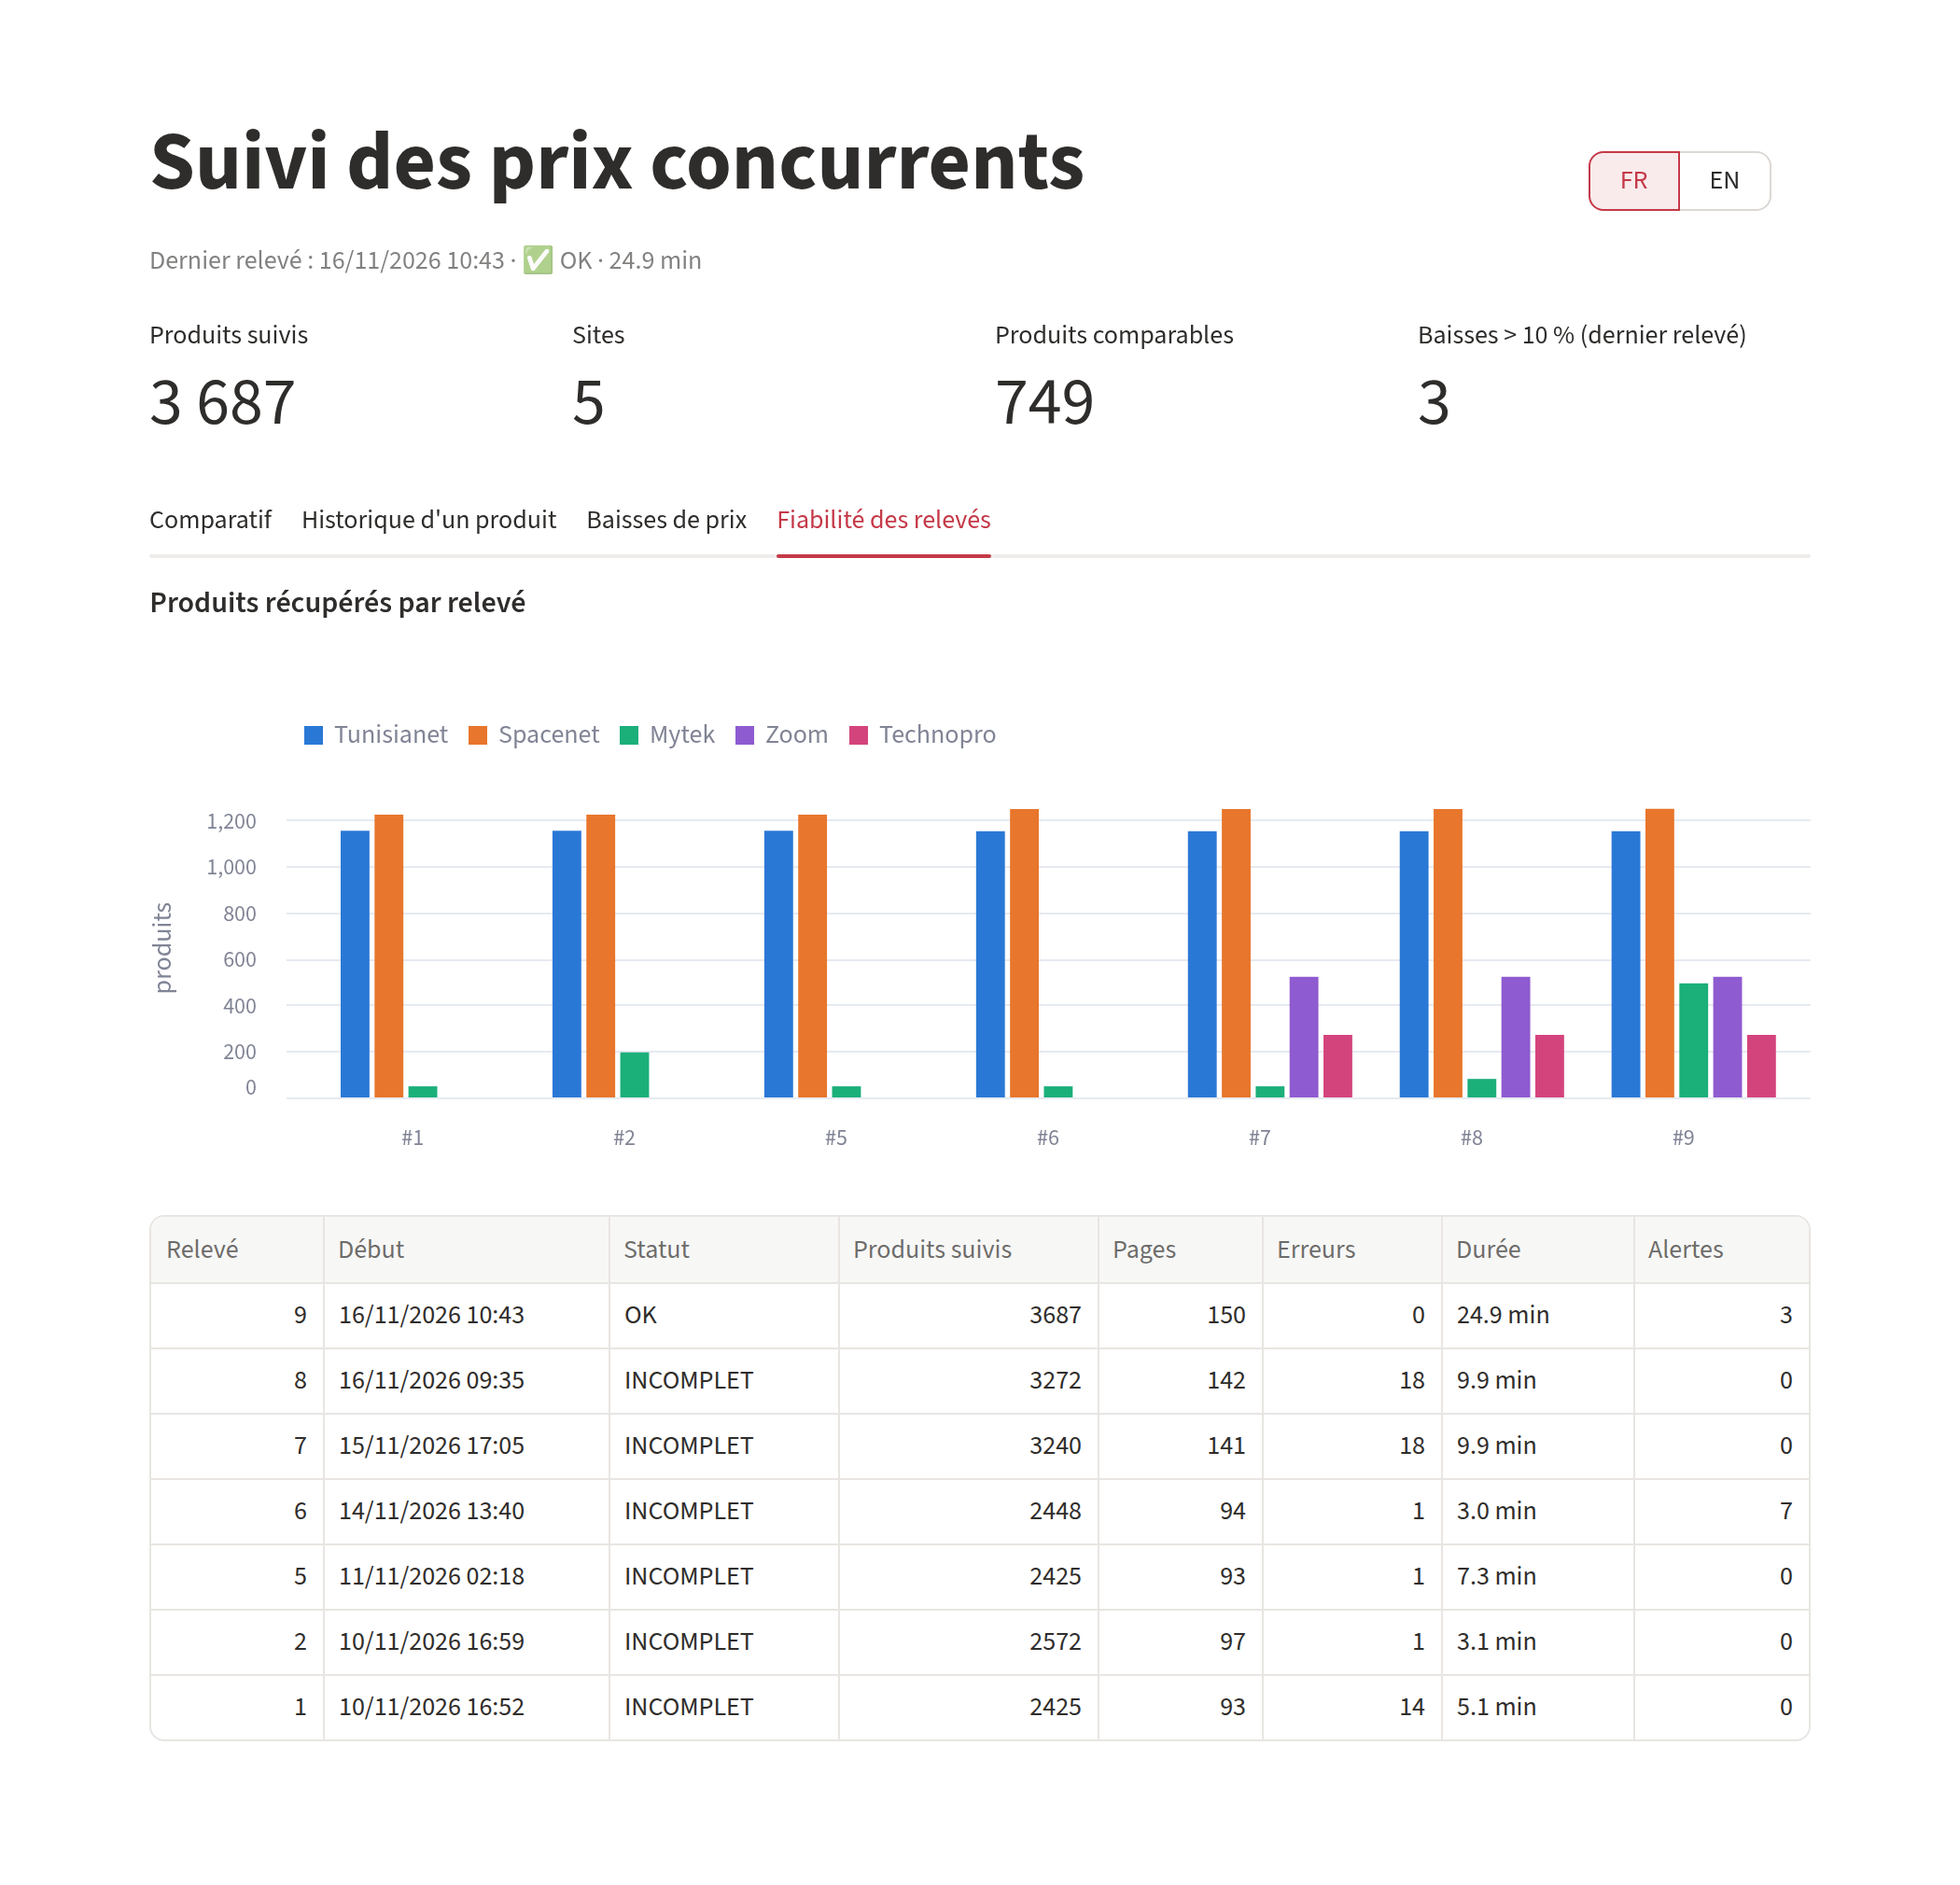 Suivi des prix concurrents
FR EN
Dernier relevé : 16/11/2026 10:43 · ✅ OK · 24.9 min
Produits suivis Sites Produits comparables Baisses > 10 % (dernier relevé)
3 687 5 749 3
Comparatif Historique d'un produit Baisses de prix Fiabilité des relevés
Produits récupérés par relevé
Tunisianet Spacenet Mytek Zoom Technopro
produits
1,200
1,000
800
600
400
200
0
#1 #2 #5 #6 #7 #8 #9
Relevé Début Statut Produits suivis Pages Erreurs Durée Alertes
9 16/11/2026 10:43 OK 3687 150 0 24.9 min 3
8 16/11/2026 09:35 INCOMPLET 3272 142 18 9.9 min 0
7 15/11/2026 17:05 INCOMPLET 3240 141 18 9.9 min 0
6 14/11/2026 13:40 INCOMPLET 2448 94 1 3.0 min 7
5 11/11/2026 02:18 INCOMPLET 2425 93 1 7.3 min 0
2 10/11/2026 16:59 INCOMPLET 2572 97 1 3.1 min 0
1 10/11/2026 16:52 INCOMPLET 2425 93 14 5.1 min 0